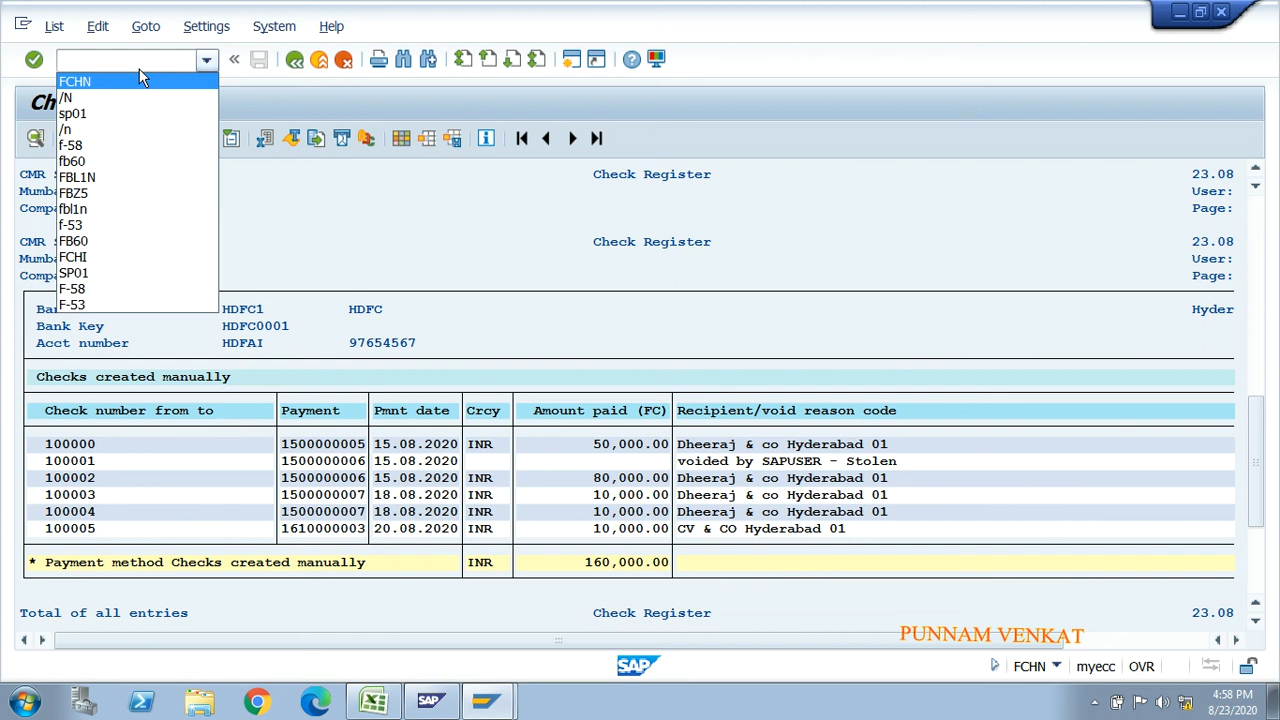 List Edit Goto Settings System Help
FCHN
/N
sp01
/n
f-58
fb60
FBL1N
FBZ5
fbl1n
f-53
FB60
FCHI
SP01
F-58
F-53
Ch
CMR S Check Register 23.08
Mumba User:
Compa Page:
CMR S Check Register 23.08
Mumba User:
Compa Page:
Ban HDFC1 HDFC Hyder
Bank Key HDFC0001
Acct number HDFAI 97654567
Checks created manually
Check number from to Payment Pmnt date Crcy Amount paid (FC) Recipient/void reason code
100000 1500000005 15.08.2020 INR 50,000.00 Dheeraj & co Hyderabad 01
100001 1500000006 15.08.2020 voided by SAPUSER - Stolen
100002 1500000006 15.08.2020 INR 80,000.00 Dheeraj & co Hyderabad 01
100003 1500000007 18.08.2020 INR 10,000.00 Dheeraj & co Hyderabad 01
100004 1500000007 18.08.2020 INR 10,000.00 Dheeraj & co Hyderabad 01
100005 1610000003 20.08.2020 INR 10,000.00 CV & CO Hyderabad 01
* Payment method Checks created manually INR 160,000.00
Total of all entries Check Register 23.08
PUNNAM VENKAT
SAP FCHN myecc OVR
SAP
4:58 PM
8/23/2020